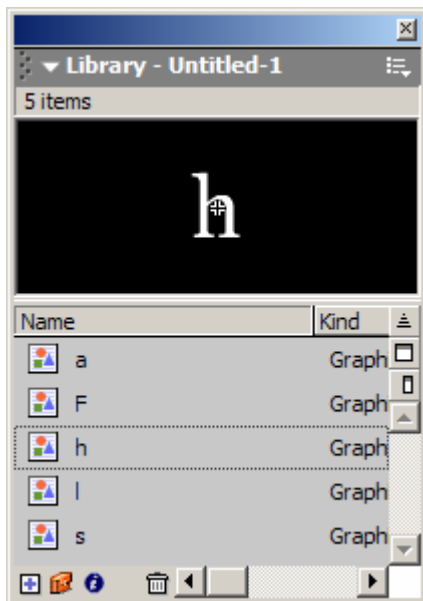 Library - Untitled-1
5 items
h
Name Kind
a Graph
F Graph
h Graph
l Graph
s Graph